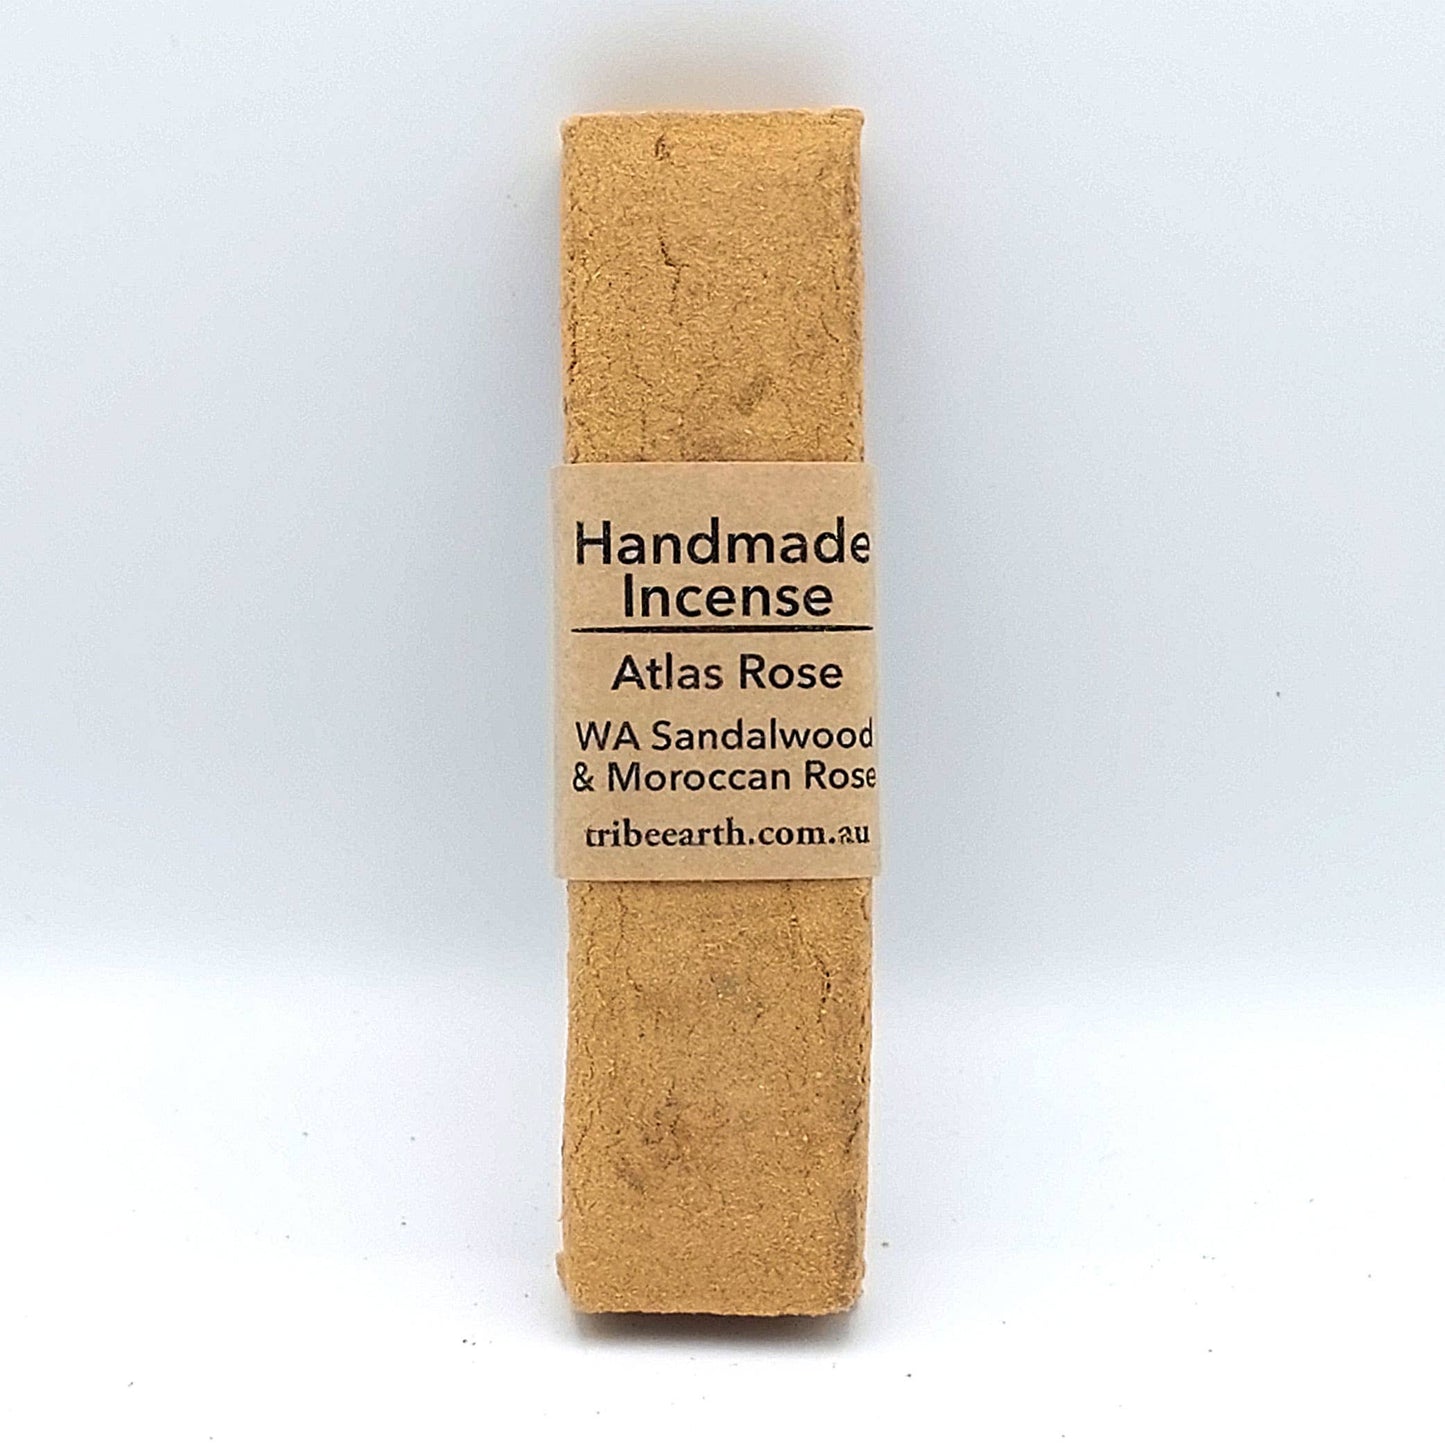 Handmade
Incense
Atlas Rose
WA Sandalwood
& Moroccan Rose
tribeearth.com.au